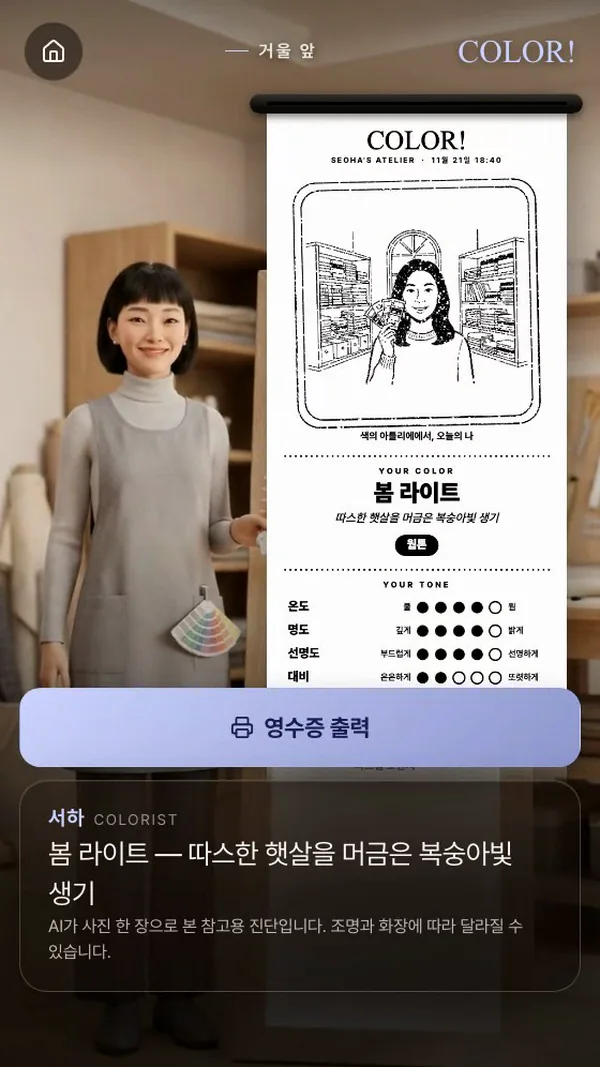 거울 앞
COLOR!
COLOR!
SEOHA'S ATELIER · 11월 21일 18:40
색의 아틀리에에서, 오늘의 나
YOUR COLOR
봄 라이트
따스한 햇살을 머금은 복숭아빛 생기
웜톤
YOUR TONE
온도 쿨 웜
명도 깊게 밝게
선명도 부드럽게 선명하게
대비 은은하게 또렷하게
영수증 출력
서하 COLORIST
봄 라이트 — 따스한 햇살을 머금은 복숭아빛
생기
AI가 사진 한 장으로 본 참고용 진단입니다. 조명과 화장에 따라 달라질 수
있습니다.